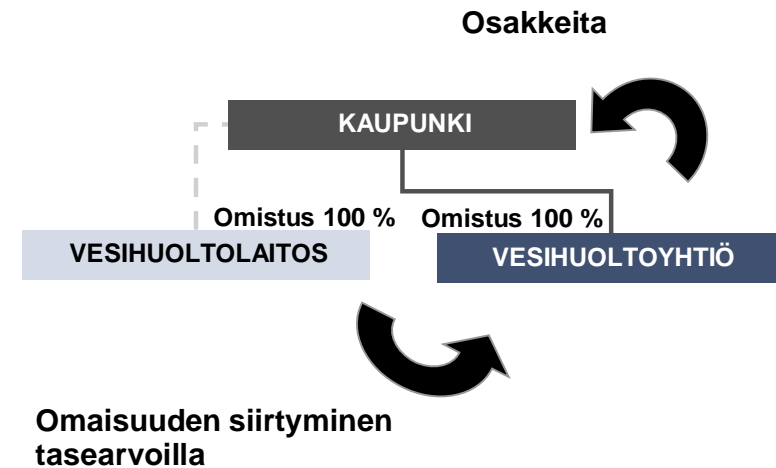 Osakkeita
KAUPUNKI
Omistus 100 %
Omistus 100 %
VESIHUOLTOLAITOS
VESIHUOLTOYHTIÖ
Omaisuuden siirtyminen
tasearvoilla